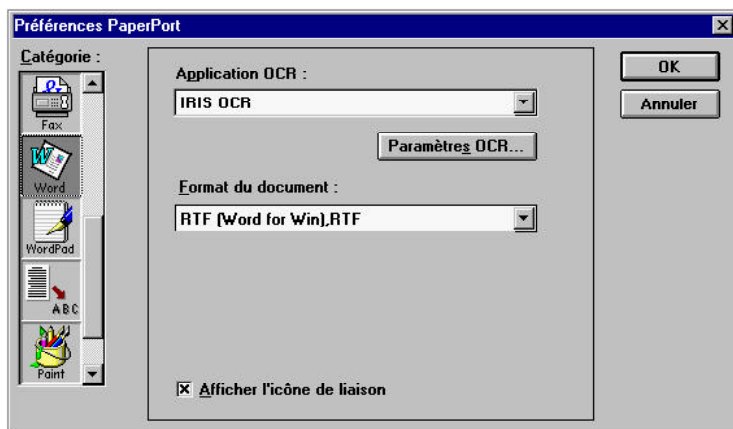 Préférences PaperPort
Catégorie :
Fax
Word
WordPad
ABC
Paint
Application OCR :
IRIS OCR
Paramètres OCR...
Format du document :
RTF (Word for Win),RTF
Afficher l'icône de liaison
OK
Annuler